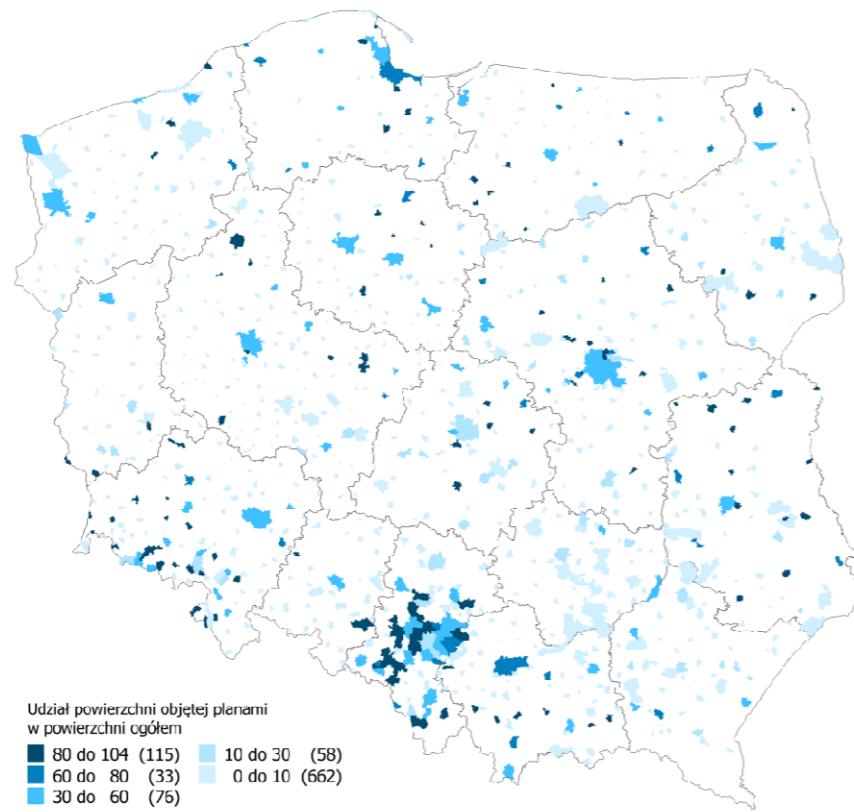 Udział powierzchni objętej planami
w powierzchni ogółem
80 do 104 (115)
60 do 80 (33)
30 do 60 (76)
10 do 30 (58)
0 do 10 (662)